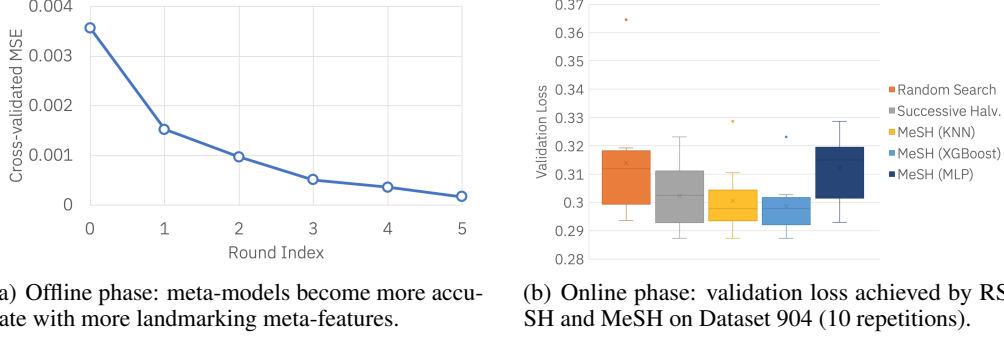 0.004
0.003
0.002
0.001
0
Cross-validated MSE
0 1 2 3 4 5
Round Index
a) Offline phase: meta-models become more accu-
ate with more landmarking meta-features.
0.37
0.36
0.35
0.34
0.33
0.32
0.31
0.3
0.29
0.28
Validation Loss
Random Search
Successive Halv.
MeSH (KNN)
MeSH (XGBoost)
MeSH (MLP)
(b) Online phase: validation loss achieved by RS
SH and MeSH on Dataset 904 (10 repetitions).